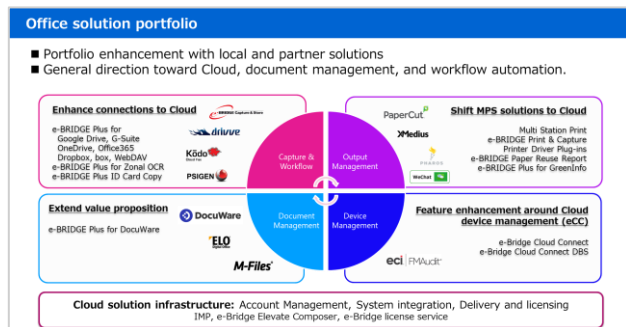 Office solution portfolio
■ Portfolio enhancement with local and partner solutions
■ General direction toward Cloud, document management, and workflow automation.
Enhance connections to Cloud
e-BRIDGE Plus for
Google Drive, G-Suite
OneDrive, Office365
Dropbox, box, WebDAV
e-BRIDGE Plus for Zonal OCR
e-BRIDGE Plus ID Card Copy
e-BRIDGE Capture & Store
drivve
Kōdo
PSIGEN
Capture &
Workflow
Output
Management
PaperCut
XMedius
PHAROS
WeChat
Shift MPS solutions to Cloud
Multi Station Print
e-BRIDGE Print & Capture
Printer Driver Plug-ins
e-BRIDGE Paper Reuse Report
e-BRIDGE Plus for GreenInfo
Extend value proposition
e-BRIDGE Plus for DocuWare
DocuWare
ELO
M-Files
Document
Management
Device
Management
Feature enhancement around Cloud
device management (eCC)
e-Bridge Cloud Connect
e-Bridge Cloud Connect DBS
eci FMAudit
Cloud solution infrastructure: Account Management, System integration, Delivery and licensing
IMP, e-Bridge Elevate Composer, e-Bridge license service